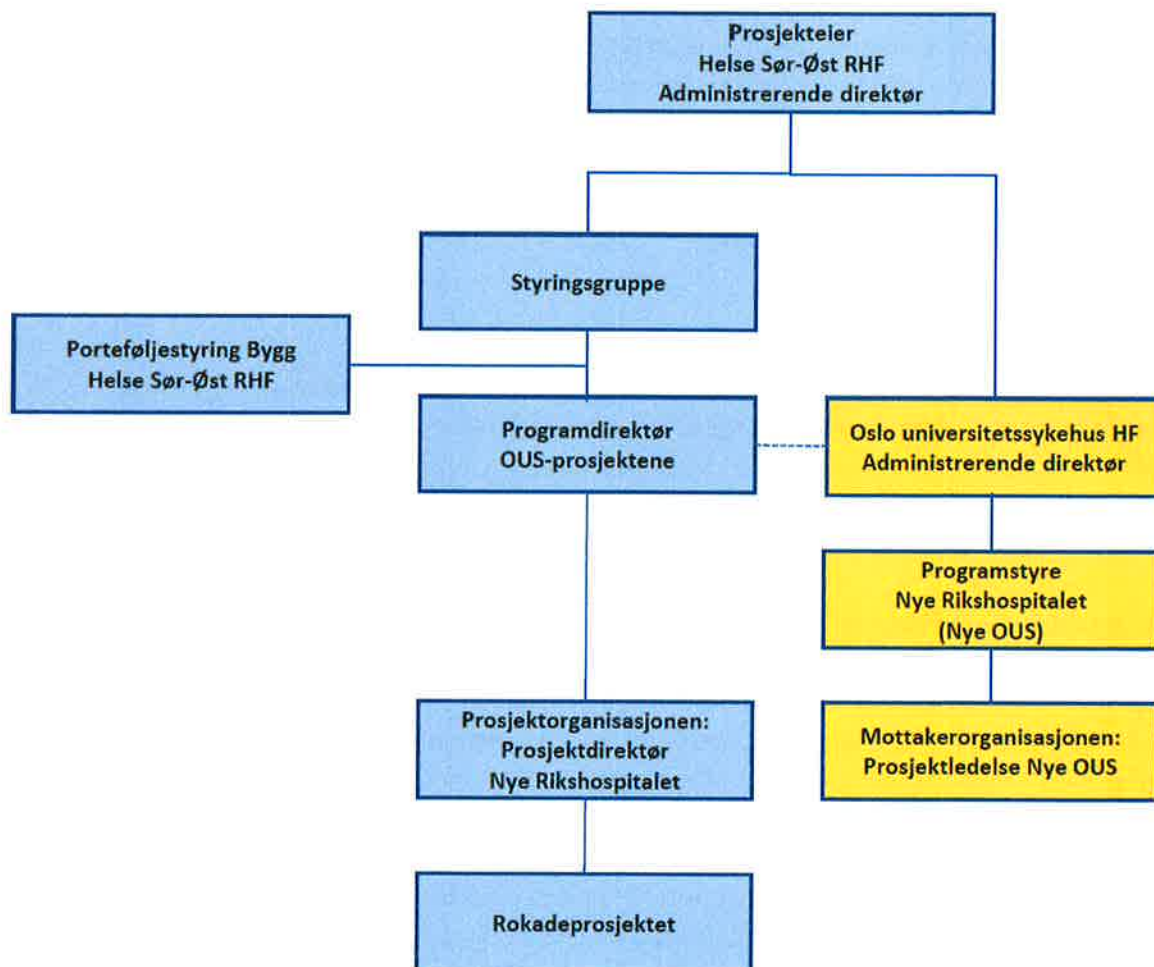 Prosjekteier
Helse Sør-Øst RHF
Administrerende direktør
Styringsgruppe
Porteføljestyring Bygg
Helse Sør-Øst RHF
Programdirektør
OUS-prosjektene
Oslo universitetssykehus HF
Administrerende direktør
Programstyre
Nye Rikshospitalet
(Nye OUS)
Prosjektorganisasjonen:
Prosjektdirektør
Nye Rikshospitalet
Mottakerorganisasjonen:
Prosjektledelse Nye OUS
Rokadeprosjektet